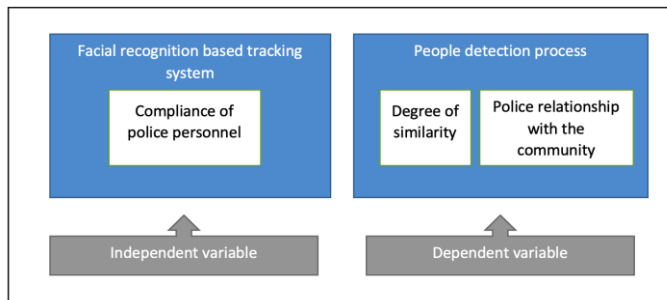 Facial recognition based tracking
system
Compliance of
police personnel
People detection process
Degree of
similarity
Police relationship
with the
community
Independent variable
Dependent variable